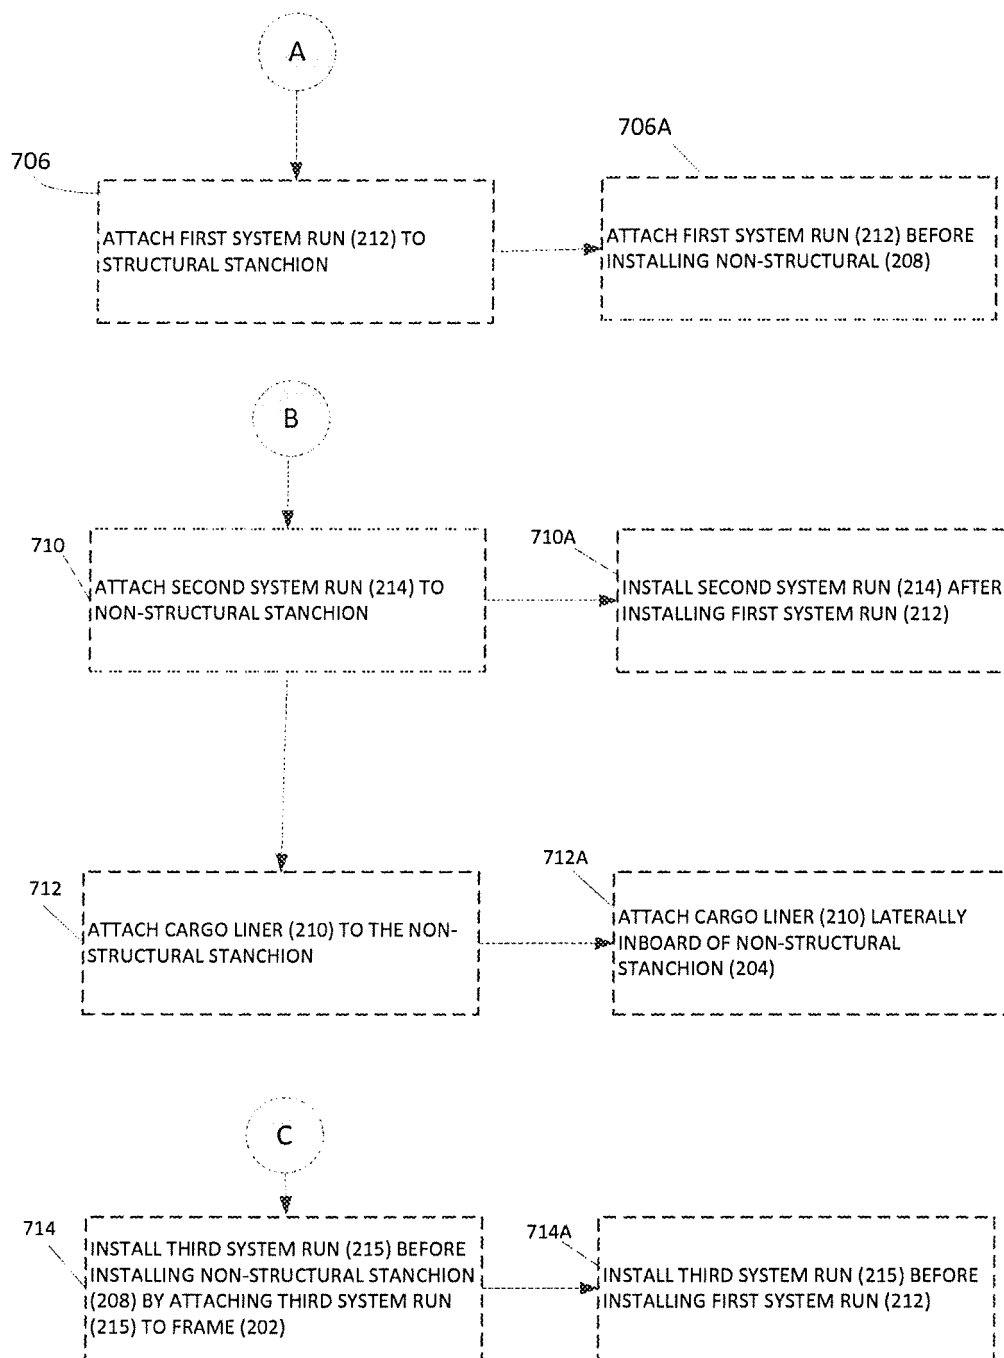 A
706
706A
ATTACH FIRST SYSTEM RUN (212) TO
STRUCTURAL STANCHION
ATTACH FIRST SYSTEM RUN (212) BEFORE
INSTALLING NON-STRUCTURAL (208)
B
710
710A
ATTACH SECOND SYSTEM RUN (214) TO
NON-STRUCTURAL STANCHION
INSTALL SECOND SYSTEM RUN (214) AFTER
INSTALLING FIRST SYSTEM RUN (212)
712
712A
ATTACH CARGO LINER (210) TO THE NON-
STRUCTURAL STANCHION
ATTACH CARGO LINER (210) LATERALLY
INBOARD OF NON-STRUCTURAL
STANCHION (204)
C
714
714A
INSTALL THIRD SYSTEM RUN (215) BEFORE
INSTALLING NON-STRUCTURAL STANCHION
(208) BY ATTACHING THIRD SYSTEM RUN
(215) TO FRAME (202)
INSTALL THIRD SYSTEM RUN (215) BEFORE
INSTALLING FIRST SYSTEM RUN (212)